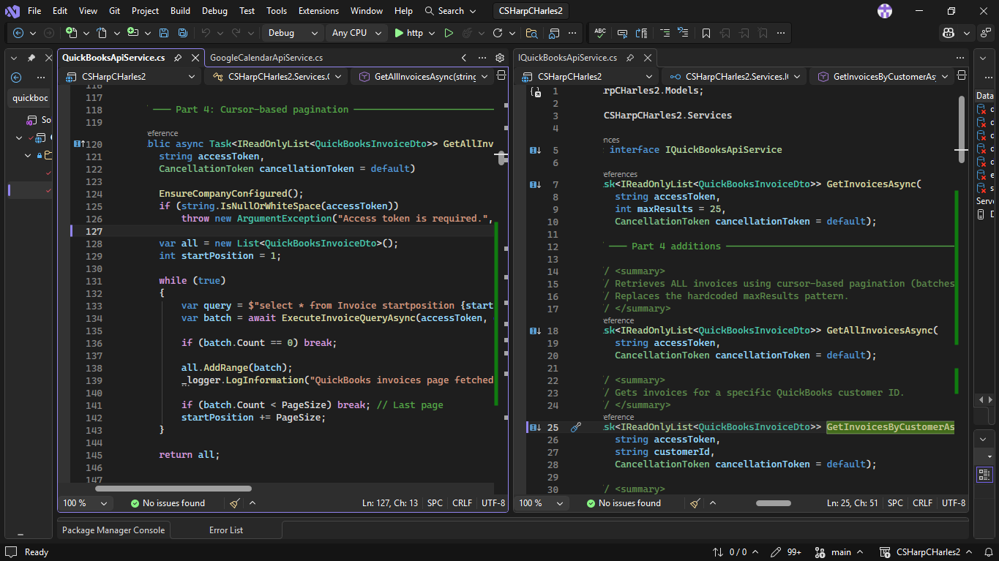 File Edit View Git Project Build Debug Test Tools Extensions Window Help Search CSHarpCHarles2
Debug Any CPU http
QuickBooksApiService.cs GoogleCalendarApiService.cs
CSHarpCHarles2 CSHarpCHarles2.Services.( GetAllInvoicesAsync(string
quickboc
So
C
116
117
118 Part 4: Cursor-based pagination
119
reference
120 blic async Task<IReadOnlyList<QuickBooksInvoiceDto>> GetAllInv
121 string accessToken,
122 CancellationToken cancellationToken = default)
123
124 EnsureCompanyConfigured();
125 if (string.IsNullOrWhiteSpace(accessToken))
126 throw new ArgumentException("Access token is required.",
127
128 var all = new List<QuickBooksInvoiceDto>();
129 int startPosition = 1;
130
131 while (true)
132 {
133 var query = $"select * from Invoice startposition {start
134 var batch = await ExecuteInvoiceQueryAsync(accessToken,
135
136 if (batch.Count == 0) break;
137
138 all.AddRange(batch);
139 _logger.LogInformation("QuickBooks invoices page fetched
140
141 if (batch.Count < PageSize) break; // Last page
142 startPosition += PageSize;
143 }
144
145 return all;
146
147
100 % No issues found Ln: 127, Ch: 13 SPC CRLF UTF-8
IQuickBooksApiService.cs
CSHarpCHarles2 CSHarpCHarles2.Services.I( GetInvoicesByCustomerAs
1 rpCHarles2.Models;
2
3 CSHarpCHarles2.Services
4
nces
5 interface IQuickBooksApiService
6
eferences
7 sk<IReadOnlyList<QuickBooksInvoiceDto>> GetInvoicesAsync(
8 string accessToken,
9 int maxResults = 25,
10 CancellationToken cancellationToken = default);
11
12 Part 4 additions
13
14 / <summary>
15 / Retrieves ALL invoices using cursor-based pagination (batches
16 / Replaces the hardcoded maxResults pattern.
17 / </summary>
eference
18 sk<IReadOnlyList<QuickBooksInvoiceDto>> GetAllInvoicesAsync(
19 string accessToken,
20 CancellationToken cancellationToken = default);
21
22 / <summary>
23 / Gets invoices for a specific QuickBooks customer ID.
24 / </summary>
eference
25 sk<IReadOnlyList<QuickBooksInvoiceDto>> GetInvoicesByCustomerAs
26 string accessToken,
27 string customerId,
28 CancellationToken cancellationToken = default);
29
30 / <summary>
100 % No issues found Ln: 25, Ch: 51 SPC CRLF UTF-8
Data
Serve
D
Package Manager Console Error List
Ready 0 / 0 99+ main CSHarpCHarles2